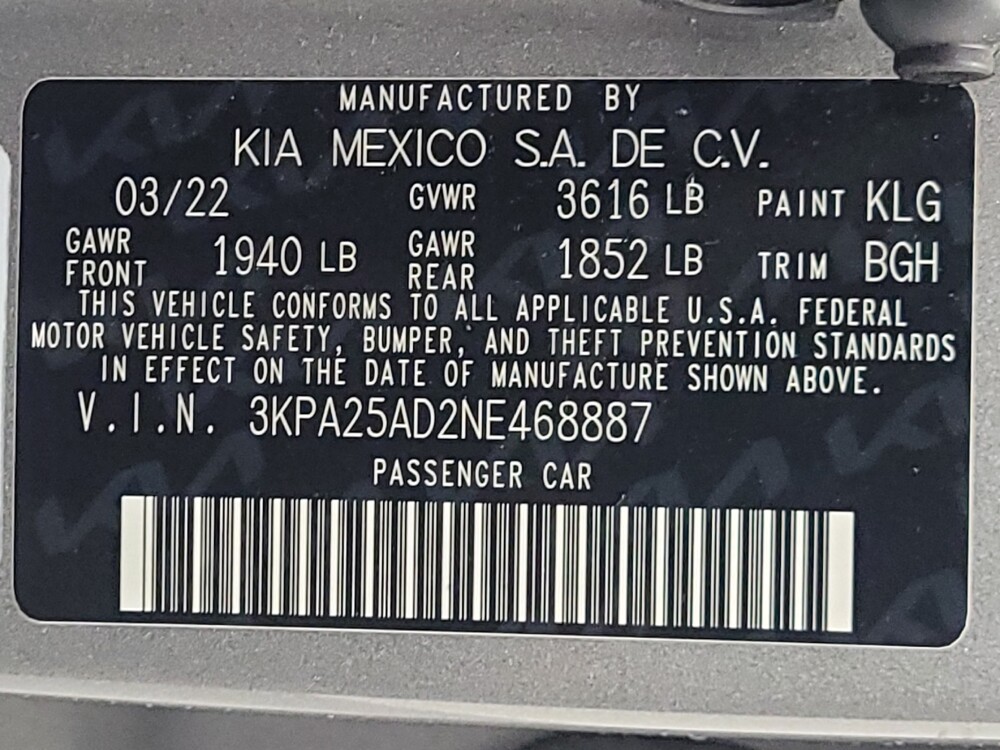 MANUFACTURED BY
KIA MEXICO S.A. DE C.V.
03/22 GVWR 3616 LB PAINT KLG
GAWR FRONT 1940 LB GAWR REAR 1852 LB TRIM BGH
THIS VEHICLE CONFORMS TO ALL APPLICABLE U.S.A. FEDERAL
MOTOR VEHICLE SAFETY, BUMPER, AND THEFT PREVENTION STANDARDS
IN EFFECT ON THE DATE OF MANUFACTURE SHOWN ABOVE.
V.I.N. 3KPA25AD2NE468887
PASSENGER CAR